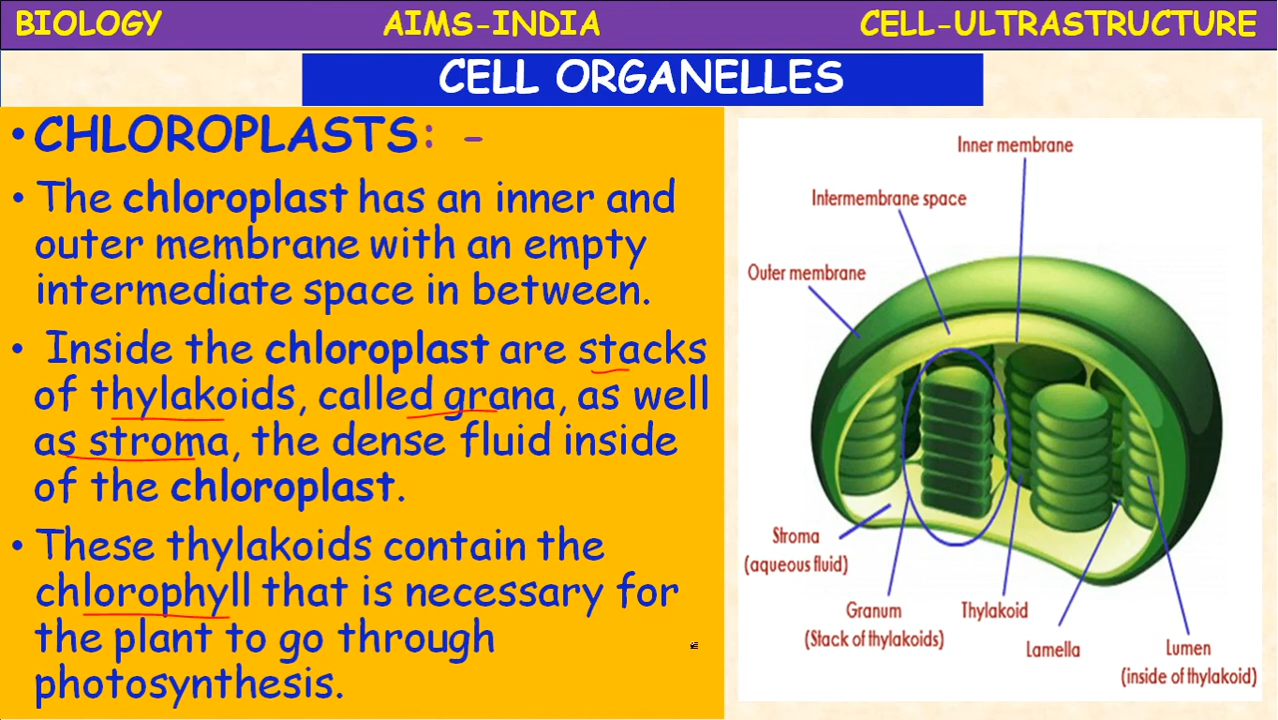 BIOLOGY AIMS-INDIA CELL-ULTRASTRUCTURE
CELL ORGANELLES
•CHLOROPLASTS: -
• The chloroplast has an inner and
outer membrane with an empty
intermediate space in between.
• Inside the chloroplast are stacks
of thylakoids, called grana, as well
as stroma, the dense fluid inside
of the chloroplast.
• These thylakoids contain the
chlorophyll that is necessary for
the plant to go through
photosynthesis.
Inner membrane
Intermembrane space
Outer membrane
Stroma
(aqueous fluid)
Granum
(Stack of thylakoids)
Thylakoid
Lamella
Lumen
(inside of thylakoid)